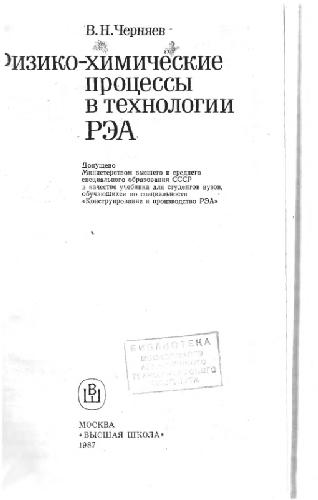 В. Н. Черняев
Физико-химические
процессы
в технологии
РЭА
Допущено
Министерством высшего и среднего
специального образования СССР
в качестве учебника для студентов вузов,
обучающихся по специальности
«Конструирование и производство РЭА»
БИБЛИОТЕКА
МОСКВА
«ВЫСШАЯ ШКОЛА»
1987